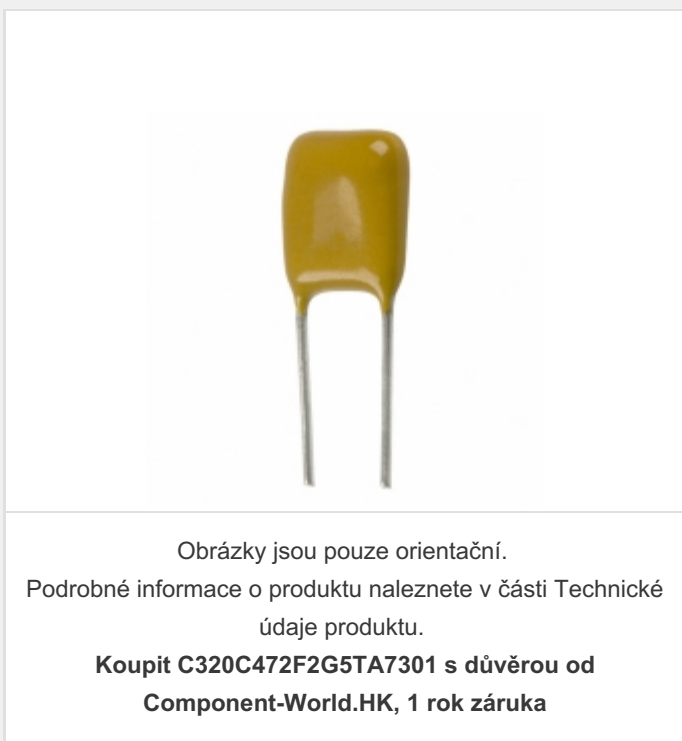 Obrázky jsou pouze orientační.
Podrobné informace o produktu naleznete v části Technické
údaje produktu.
Koupit C320C472F2G5TA7301 s důvěrou od
Component-World.HK, 1 rok záruka